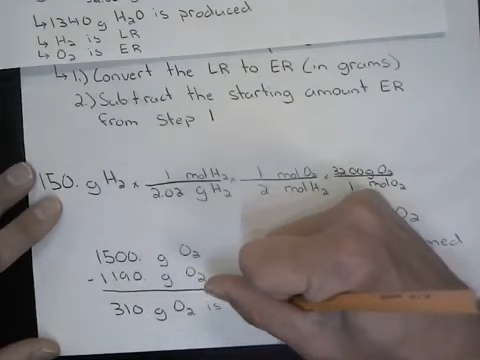 ↳1340 g H₂O is produced
↳ H₂ is LR
↳ O₂ is ER
↳ 1.) Convert the LR to ER (in grams)
2.) Subtract the starting amount ER
from Step 1
150. g H₂ × 1 mol H₂ / 2.02 g H₂ × 1 mol O₂ / 2 mol H₂ × 32.00 g O₂ / 1 mol O₂
O₂
1500. g O₂
med
-1190. g O₂
310 g O₂ is